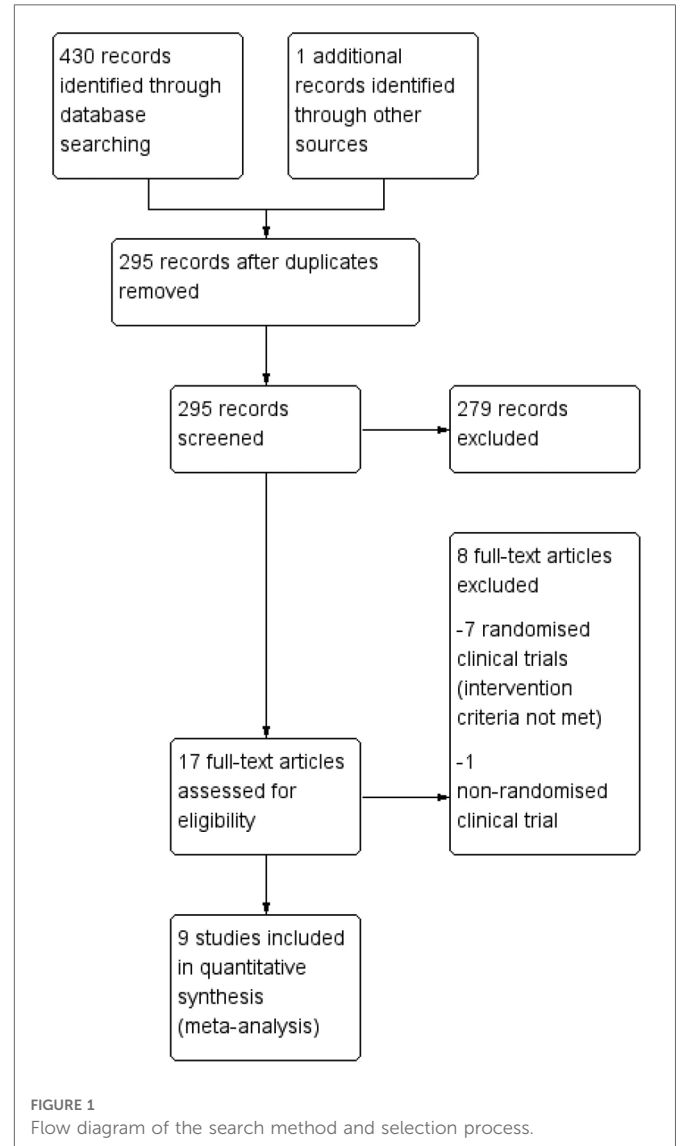 430 records
identified through
database
searching
1 additional
records identified
through other
sources
295 records after duplicates
removed
295 records
screened
279 records
excluded
8 full-text articles
excluded
-7 randomised
clinical trials
(intervention
criteria not met)
-1
non-randomised
clinical trial
17 full-text articles
assessed for
eligibility
9 studies included
in quantitative
synthesis
(meta-analysis)
FIGURE 1
Flow diagram of the search method and selection process.